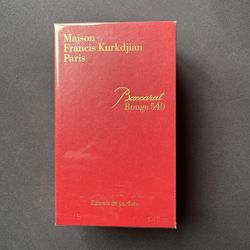 Maison
Francis Kurkdjian
Paris
Baccarat
Rouge 540
Extrait de parfum